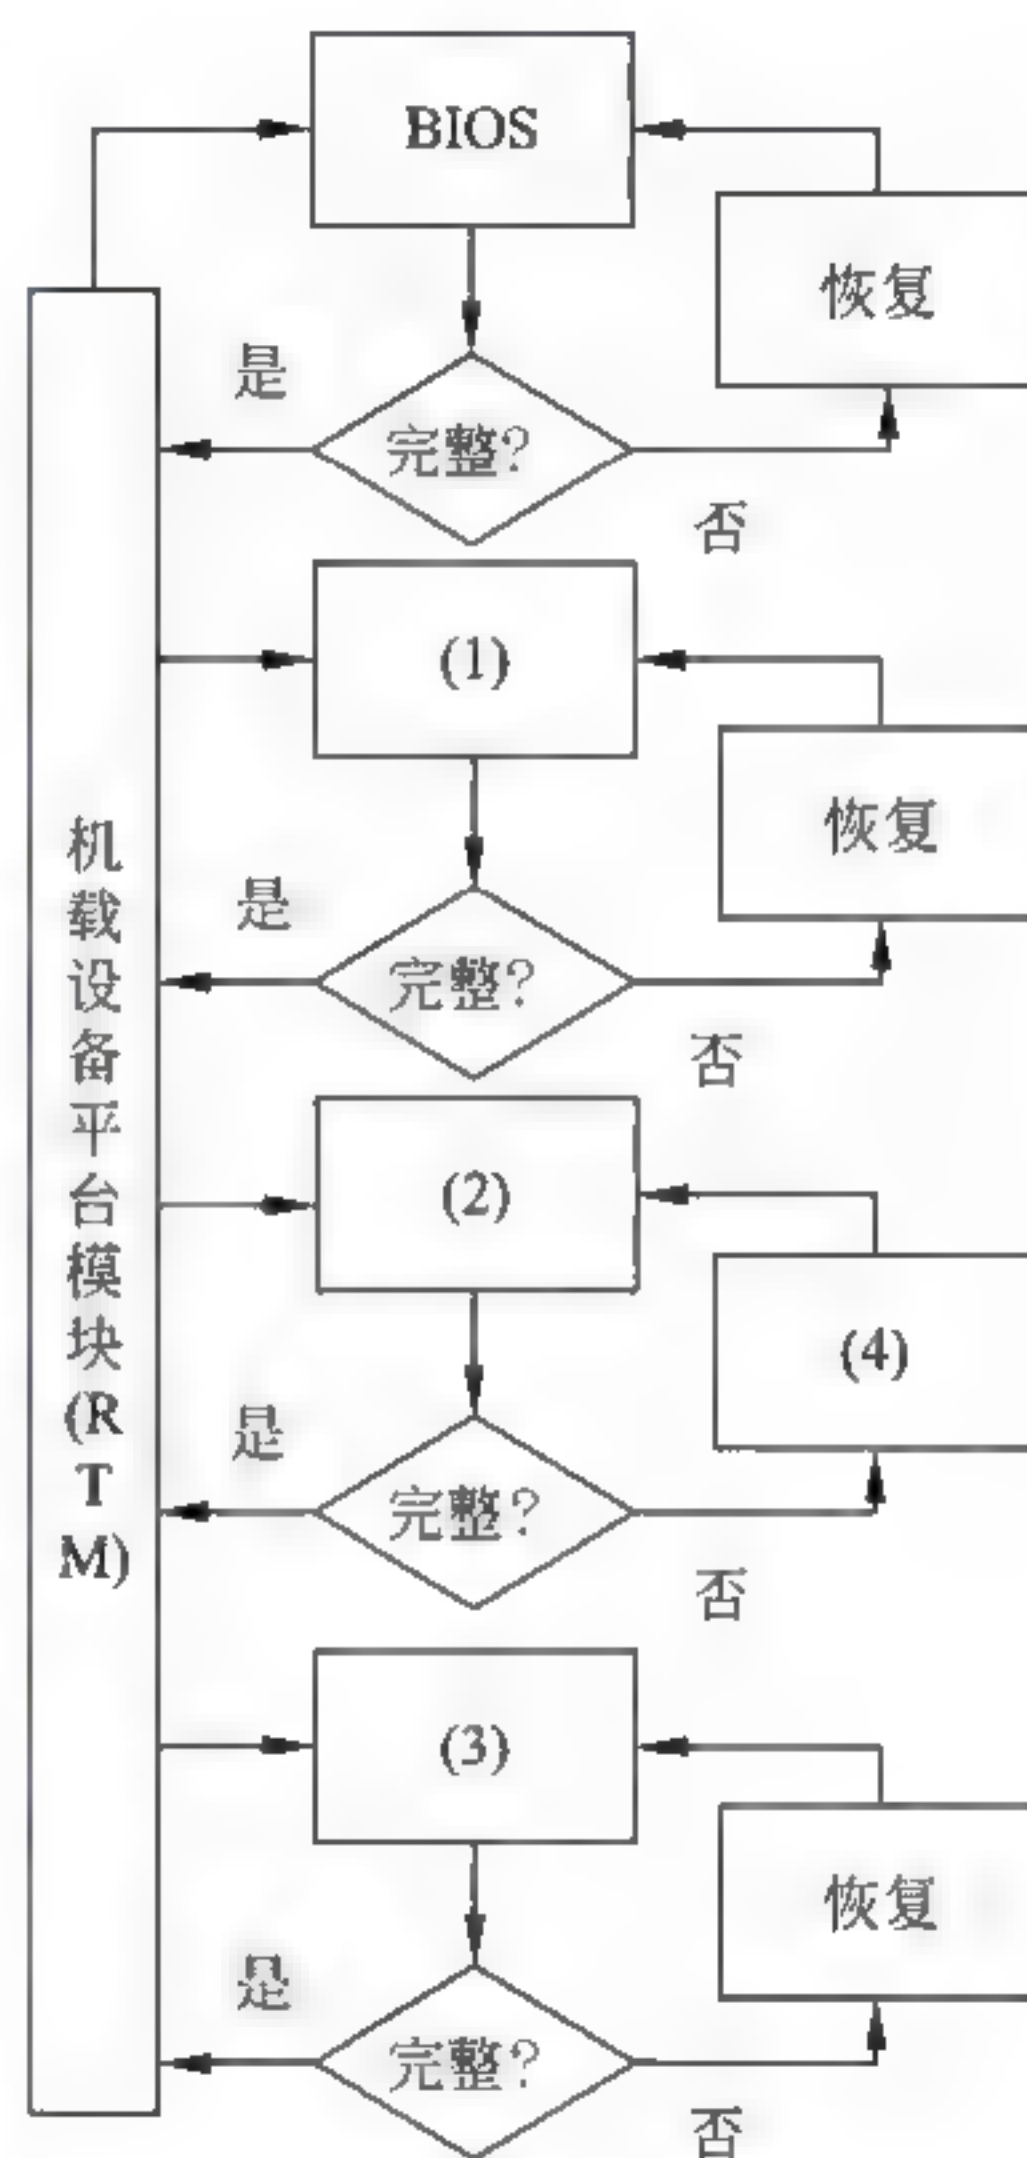 BIOS
恢复
是
完整?
否
(1)
恢复
是
完整?
否
机载设备平台模块(RTM)
(2)
(4)
是
完整?
否
(3)
恢复
是
完整?
否